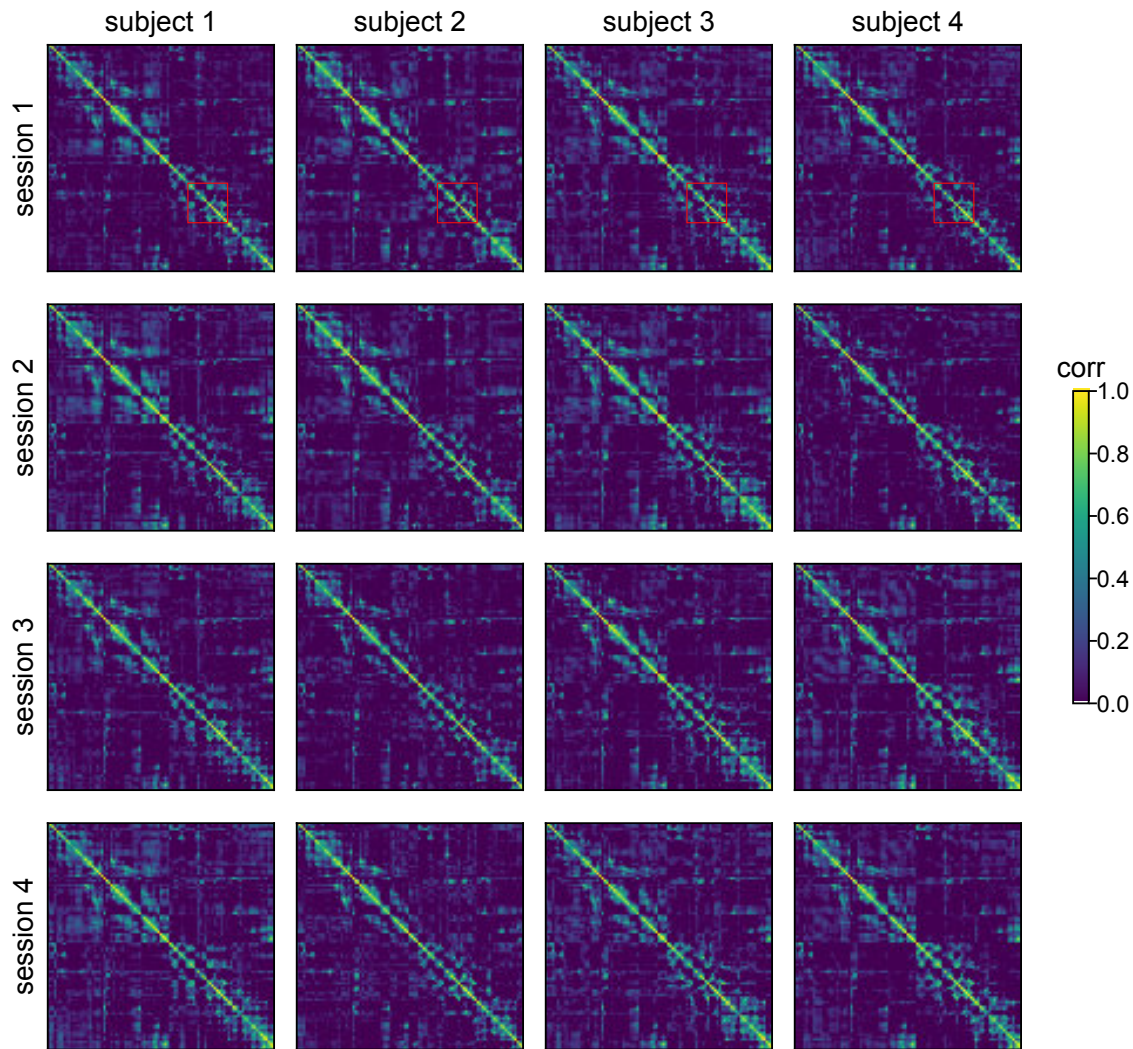 subject 1
subject 2
subject 3
subject 4
session 1
session 2
session 3
session 4
corr
1.0
0.8
0.6
0.4
0.2
0.0